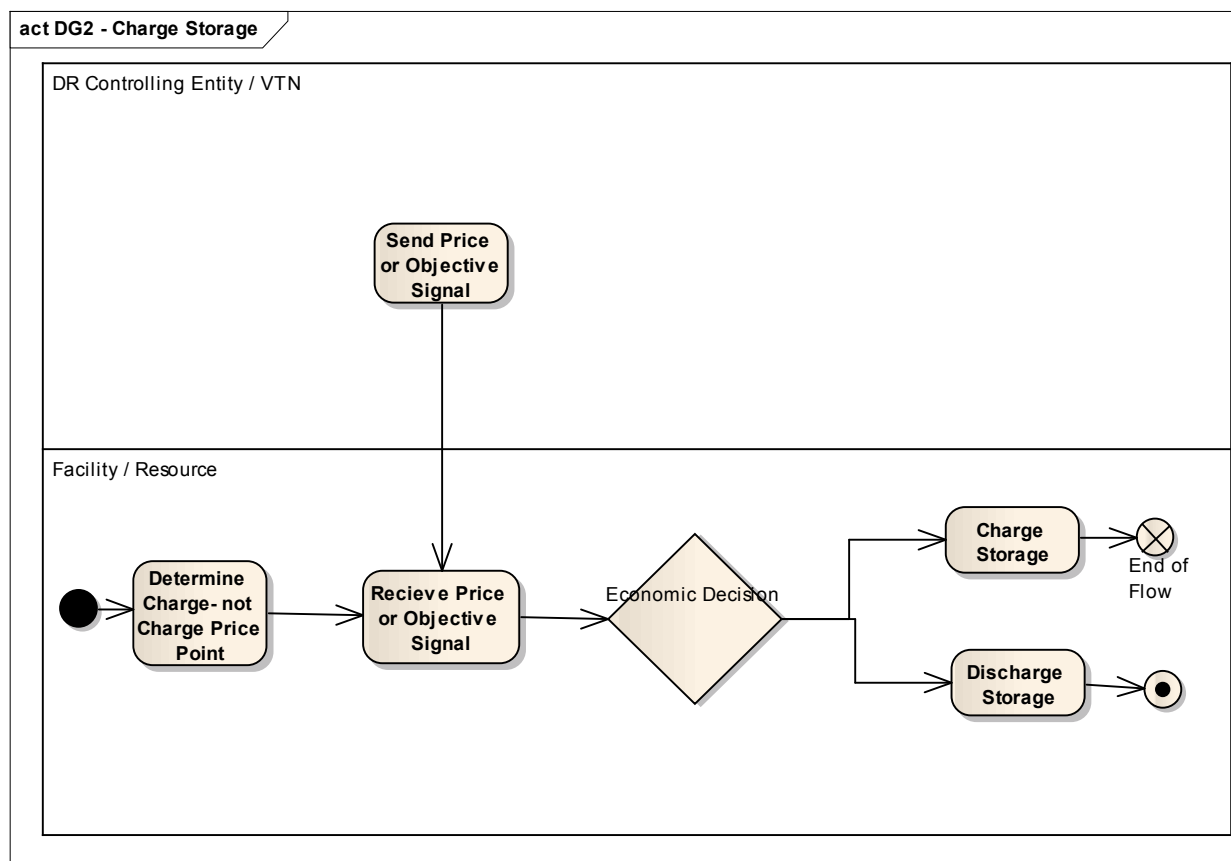 act DG2 - Charge Storage
DR Controlling Entity / VTN
Send Price
or Objective
Signal
Facility / Resource
Determine
Charge- not
Charge Price
Point
Recieve Price
or Objective
Signal
Economic Decision
Charge
Storage
End of
Flow
Discharge
Storage